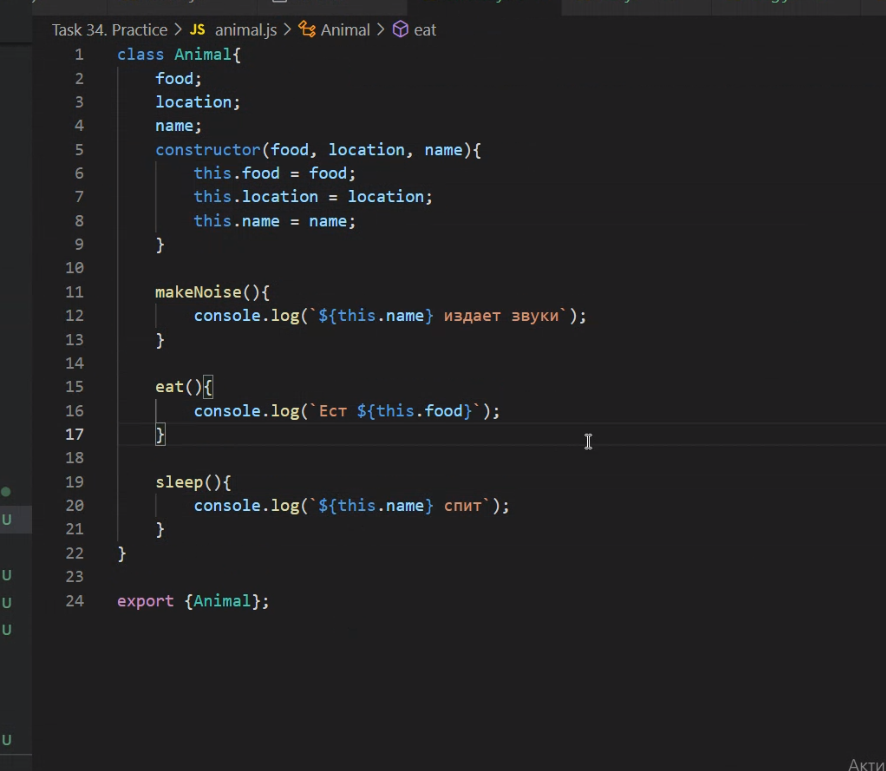 Task 34. Practice > JS animal.js > Animal > eat
1 class Animal{
2 food;
3 location;
4 name;
5 constructor(food, location, name){
6 this.food = food;
7 this.location = location;
8 this.name = name;
9 }
10
11 makeNoise(){
12 console.log(`${this.name} издает звуки`);
13 }
14
15 eat(){
16 console.log(`Ест ${this.food}`);
17 }
18
19 sleep(){
20 console.log(`${this.name} спит`);
21 }
22 }
23
24 export {Animal};
U
U
U
U
U